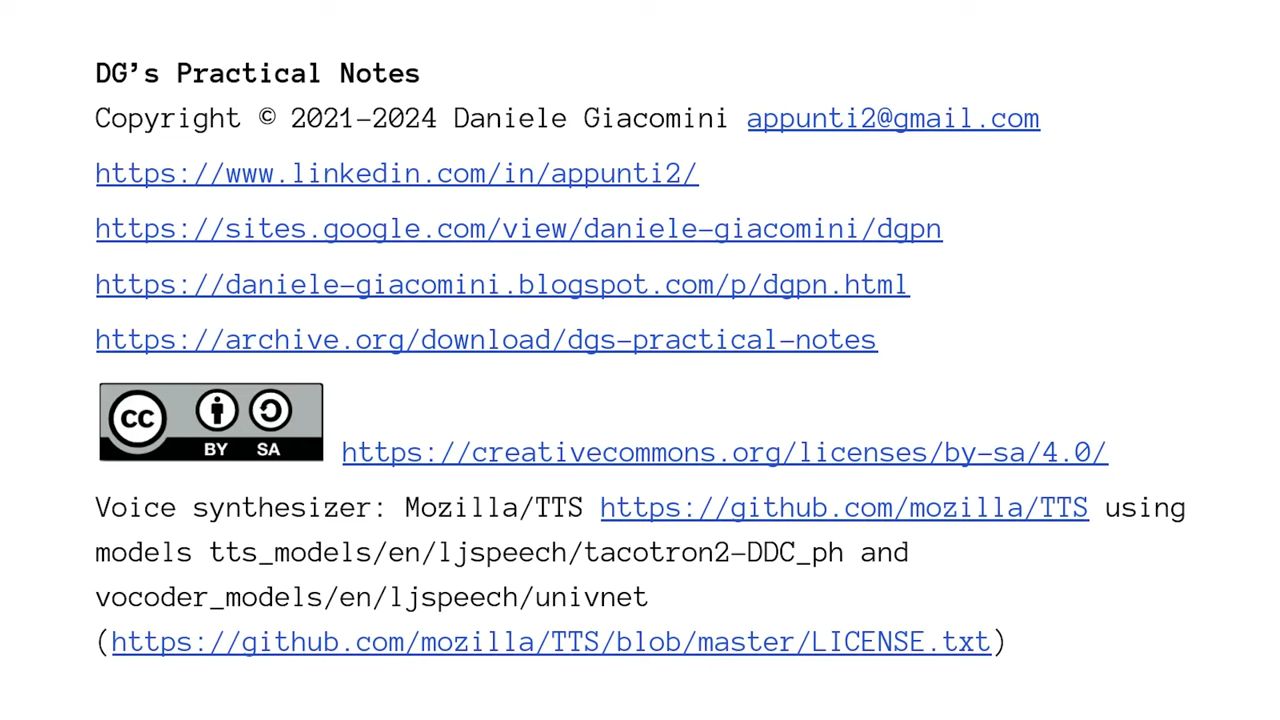 DG’s Practical Notes
Copyright © 2021-2024 Daniele Giacomini appunti2@gmail.com
https://www.linkedin.com/in/appunti2/
https://sites.google.com/view/daniele-giacomini/dgpn
https://daniele-giacomini.blogspot.com/p/dgpn.html
https://archive.org/download/dgs-practical-notes
CC BY SA https://creativecommons.org/licenses/by-sa/4.0/
Voice synthesizer: Mozilla/TTS https://github.com/mozilla/TTS using
models tts_models/en/ljspeech/tacotron2-DDC_ph and
vocoder_models/en/ljspeech/univnet
(https://github.com/mozilla/TTS/blob/master/LICENSE.txt)